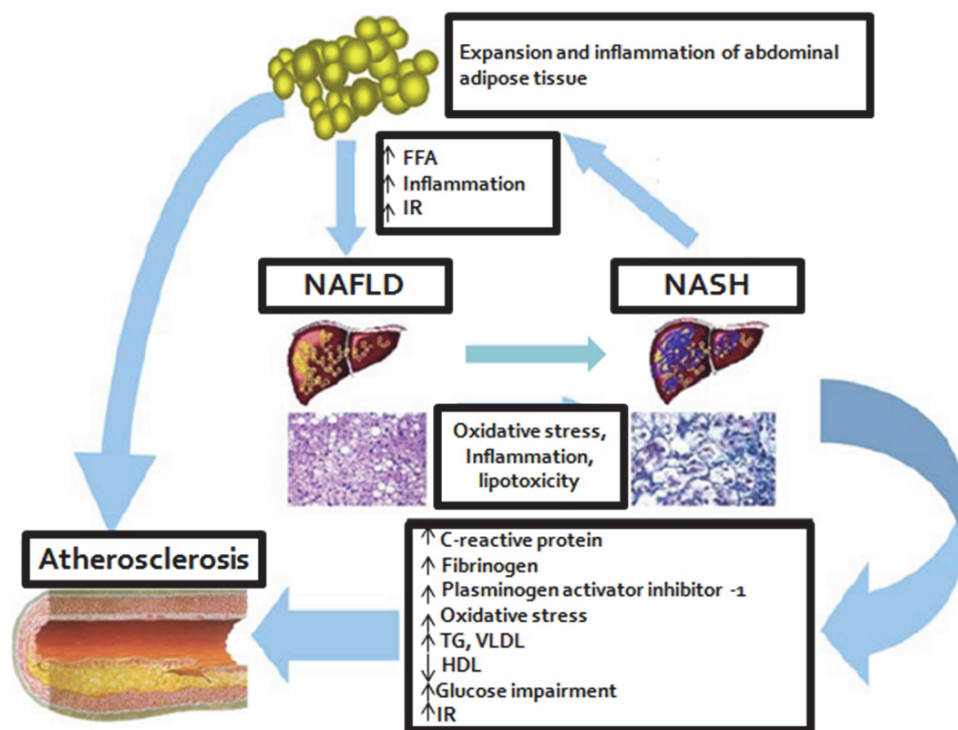 Expansion and inflammation of abdominal
adipose tissue
↑ FFA
↑ Inflammation
↑ IR
NAFLD
NASH
Oxidative stress,
Inflammation,
lipotoxicity
Atherosclerosis
↑ C-reactive protein
↑ Fibrinogen
↑ Plasminogen activator inhibitor -1
↑ Oxidative stress
↑ TG, VLDL
↓ HDL
↑ Glucose impairment
↑ IR